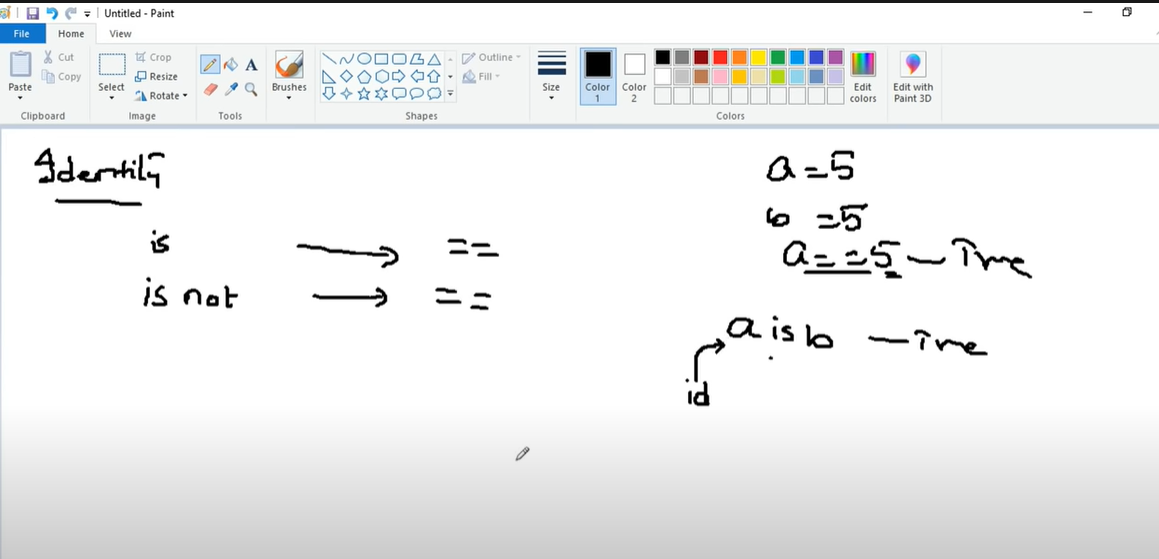 Untitled - Paint
File Home View
Paste Cut Copy Select Crop Resize Rotate A Brushes Outline Fill Size Color 1 Color 2 Edit colors Edit with Paint 3D
Clipboard Image Tools Shapes Colors
Identity
is → ==
is not → ==
a=5
b =5
a==5 — True
a is b — True
id